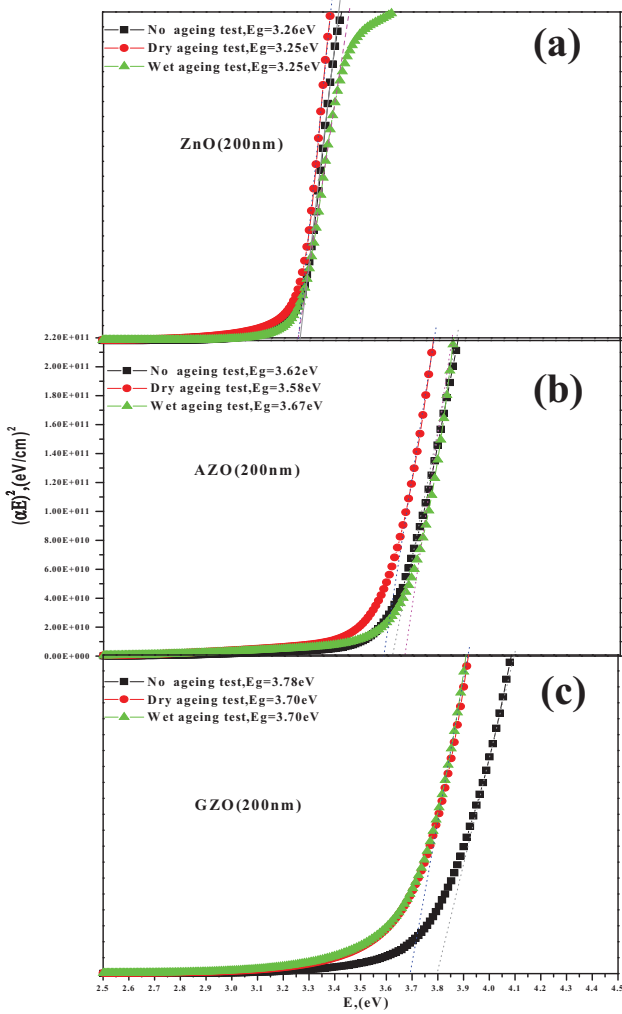 No ageing test,Eg=3.26eV
Dry ageing test,Eg=3.25eV
Wet ageing test,Eg=3.25eV
(a)
ZnO(200nm)
2.20E+011
2.00E+011
1.80E+011
1.60E+011
1.40E+011
1.20E+011
1.00E+011
8.00E+010
6.00E+010
4.00E+010
2.00E+010
0.00E+000
(αE)²,(eV/cm)²
No ageing test,Eg=3.62eV
Dry ageing test,Eg=3.58eV
Wet ageing test,Eg=3.67eV
(b)
AZO(200nm)
No ageing test,Eg=3.78eV
Dry ageing test,Eg=3.70eV
Wet ageing test,Eg=3.70eV
(c)
GZO(200nm)
2.5 2.6 2.7 2.8 2.9 3.0 3.1 3.2 3.3 3.4 3.5 3.6 3.7 3.8 3.9 4.0 4.1 4.2 4.3 4.4 4.5
E,(eV)